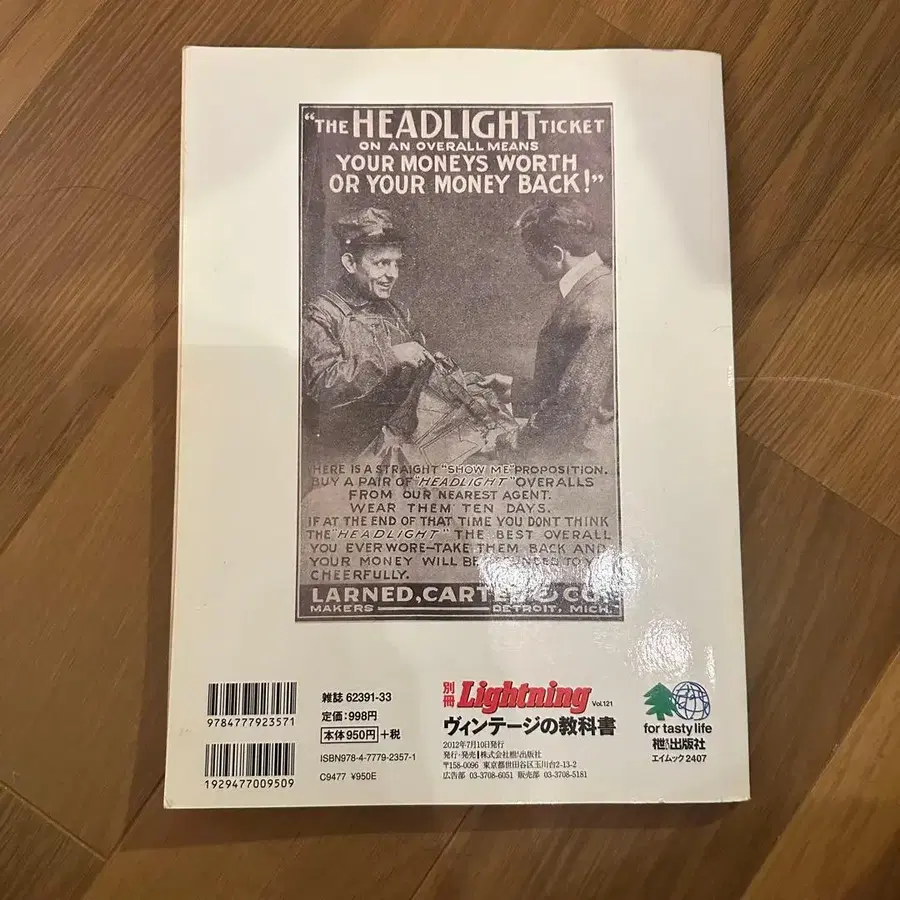 “THE HEADLIGHT TICKET
ON AN OVERALL MEANS
YOUR MONEYS WORTH
OR YOUR MONEY BACK!”
HERE IS A STRAIGHT "SHOW ME" PROPOSITION.
BUY A PAIR OF "HEADLIGHT" OVERALLS
FROM OUR NEAREST AGENT.
WEAR THEM TEN DAYS.
IF AT THE END OF THAT TIME YOU DONT THINK
THE "HEADLIGHT" THE BEST OVERALL
YOU EVER WORE–TAKE THEM BACK AND
YOUR MONEY WILL BE TO YOU
CHEERFULLY.
LARNED, CARTER & CO.
MAKERS DETROIT, MICH.
9784777923571
1929477009509
雑誌 62391-33
定価:998円
本体950円 +税
ISBN978-4-7779-2357-1
C9477 ¥950E
別冊 Lightning Vol.121
ヴィンテージの教科書
2012年7月10日発行
発行・発売 株式会社枻出版社
〒158-0096 東京都世田谷区玉川台2-13-2
広告部 03-3708-6051 販売部 03-3708-5181
for tasty life
枻出版社
エイムック 2407